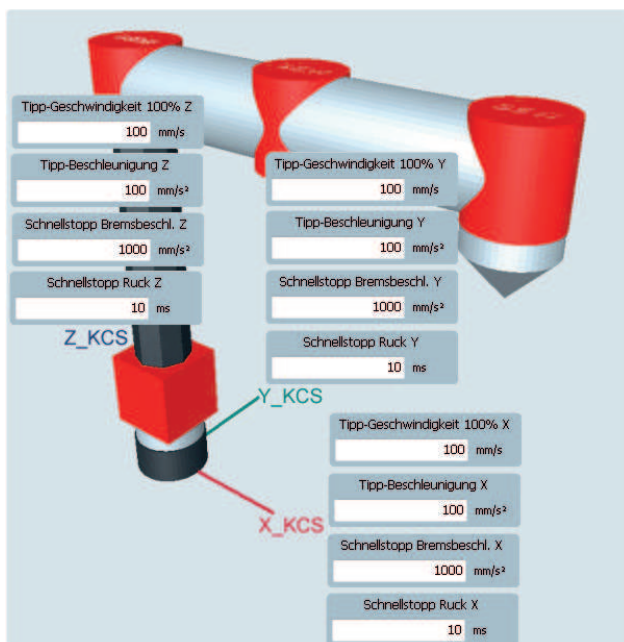 Tipp-Geschwindigkeit 100% Z
100 mm/s
Tipp-Beschleunigung Z
100 mm/s²
Schnellstopp Bremsbeschl. Z
1000 mm/s²
Schnellstopp Ruck Z
10 ms
Z_KCS
Tipp-Geschwindigkeit 100% Y
100 mm/s
Tipp-Beschleunigung Y
100 mm/s²
Schnellstopp Bremsbeschl. Y
1000 mm/s²
Schnellstopp Ruck Y
10 ms
Y_KCS
Tipp-Geschwindigkeit 100% X
100 mm/s
Tipp-Beschleunigung X
100 mm/s²
Schnellstopp Bremsbeschl. X
1000 mm/s²
Schnellstopp Ruck X
10 ms
X_KCS